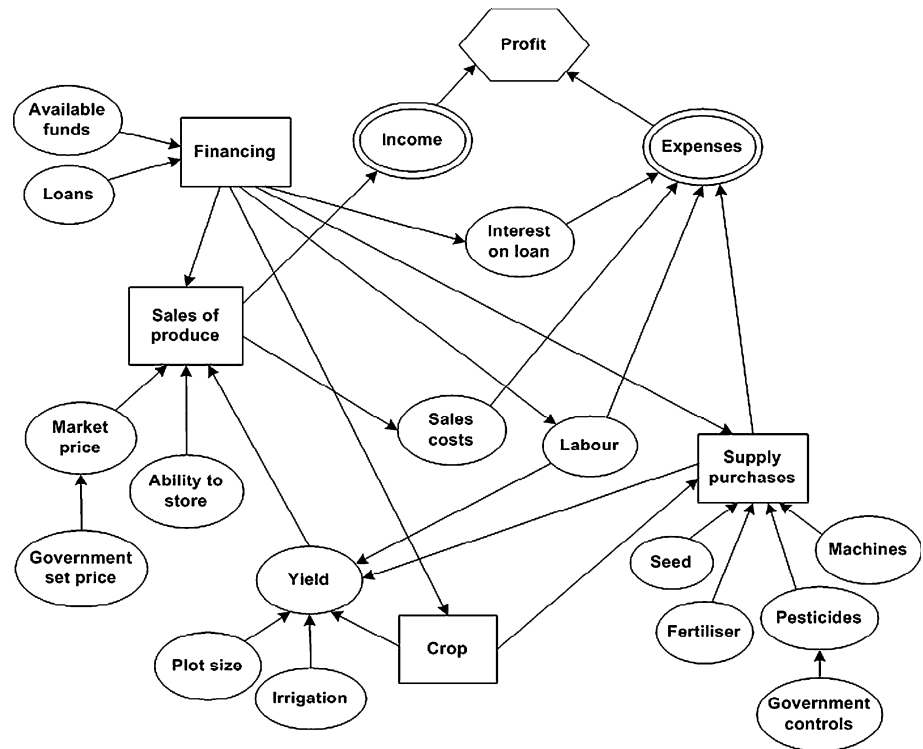 Profit
Available
funds
Financing
Income
Expenses
Loans
Interest
on loan
Sales of
produce
Market
price
Sales
costs
Labour
Supply
purchases
Ability to
store
Government
set price
Yield
Seed
Machines
Fertiliser
Pesticides
Plot size
Irrigation
Crop
Government
controls